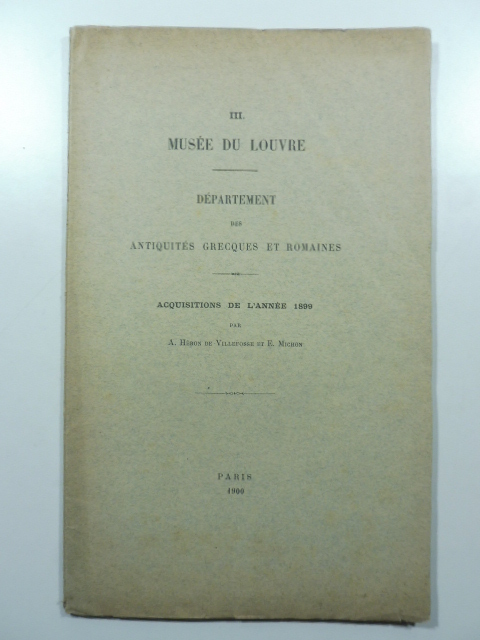 III.
MUSÉE DU LOUVRE
DÉPARTEMENT
DES
ANTIQUITÉS GRECQUES ET ROMAINES
ACQUISITIONS DE L'ANNÉE 1899
PAR
A. HÉRON DE VILLEFOSSE ET E. MICHON
PARIS
1900